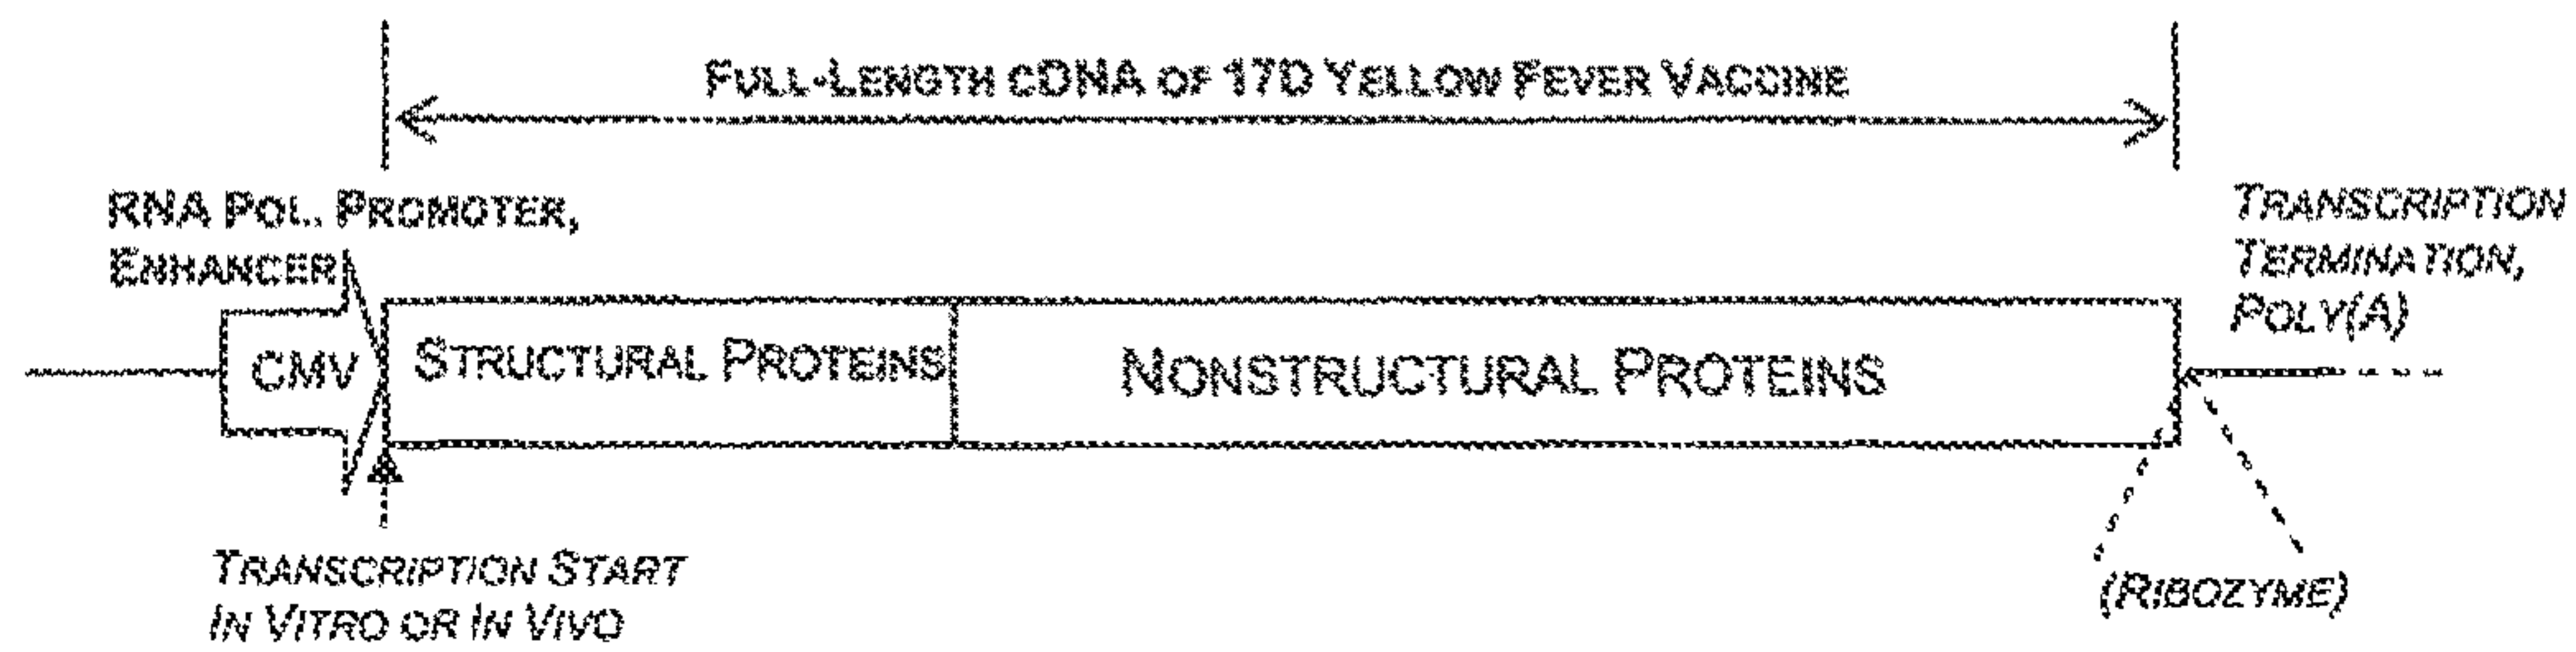 FULL-LENGTH cDNA OF 17D YELLOW FEVER VACCINE
RNA POL. PROMOTER,
ENHANCER
TRANSCRIPTION
TERMINATION,
POLY(A)
CMV
STRUCTURAL PROTEINS
NONSTRUCTURAL PROTEINS
TRANSCRIPTION START
IN VITRO OR IN VIVO
(RIBOZYME)